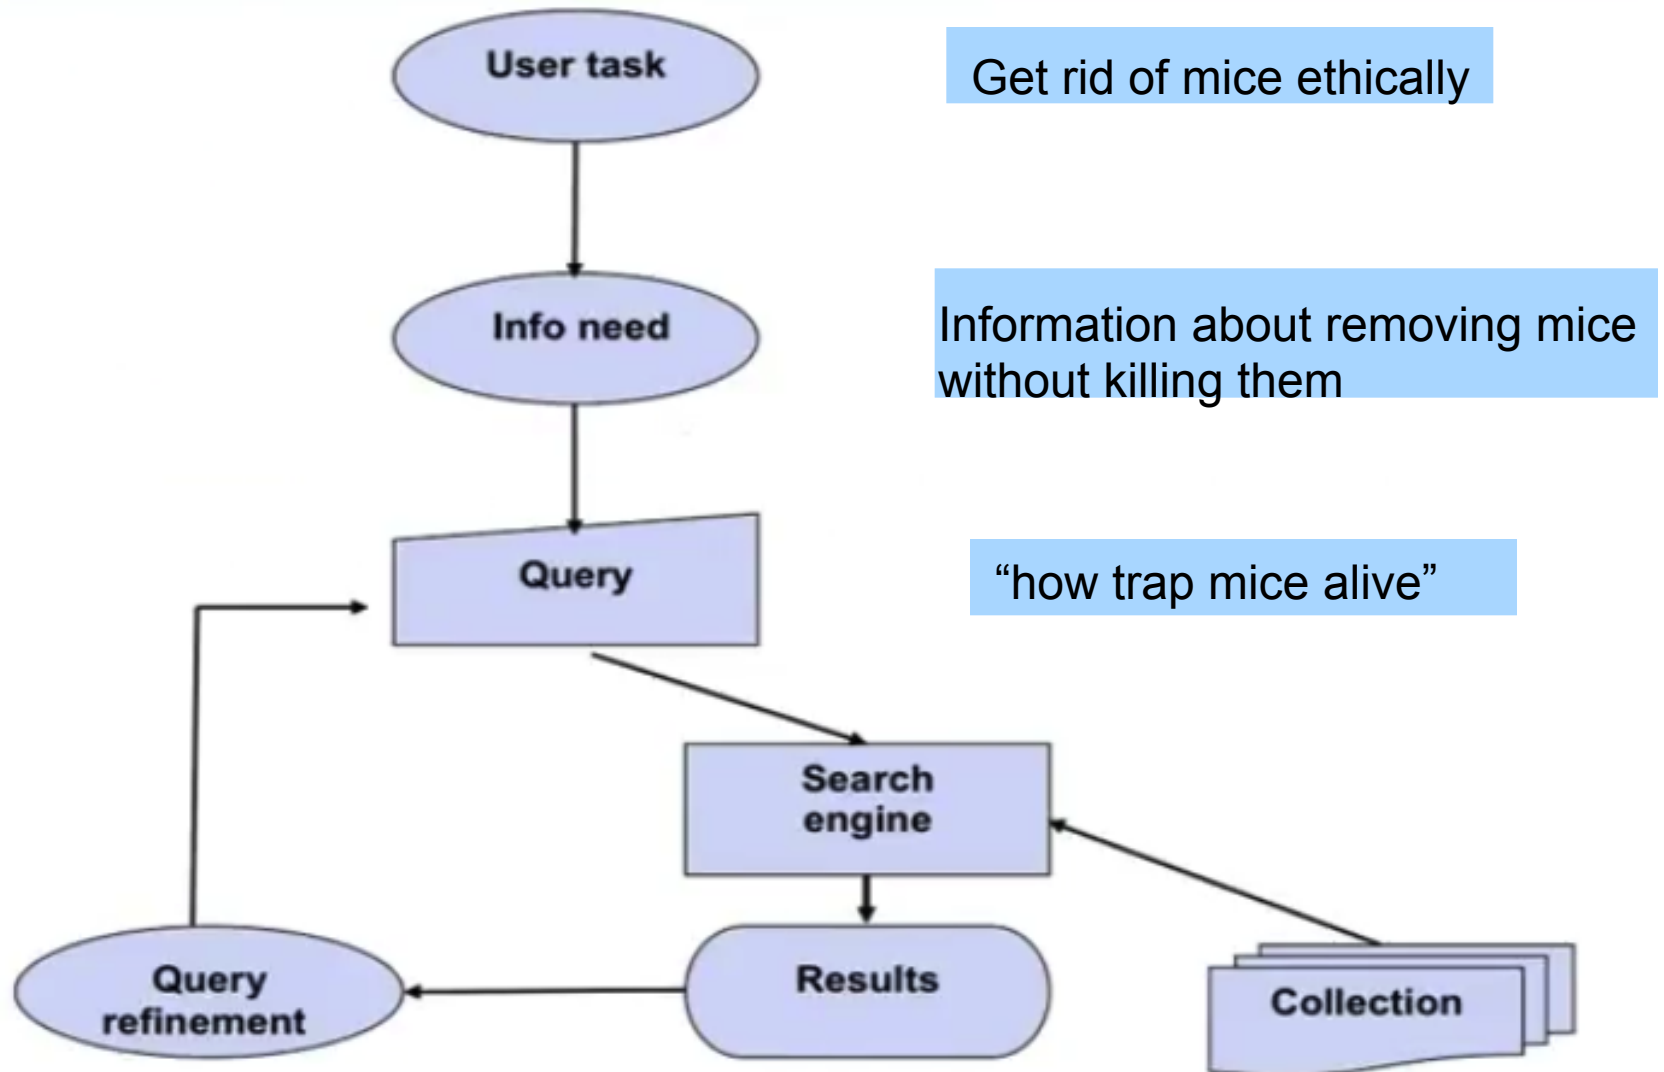 User task
Get rid of mice ethically
Info need
Information about removing mice
without killing them
Query
“how trap mice alive”
Search
engine
Query
refinement
Results
Collection